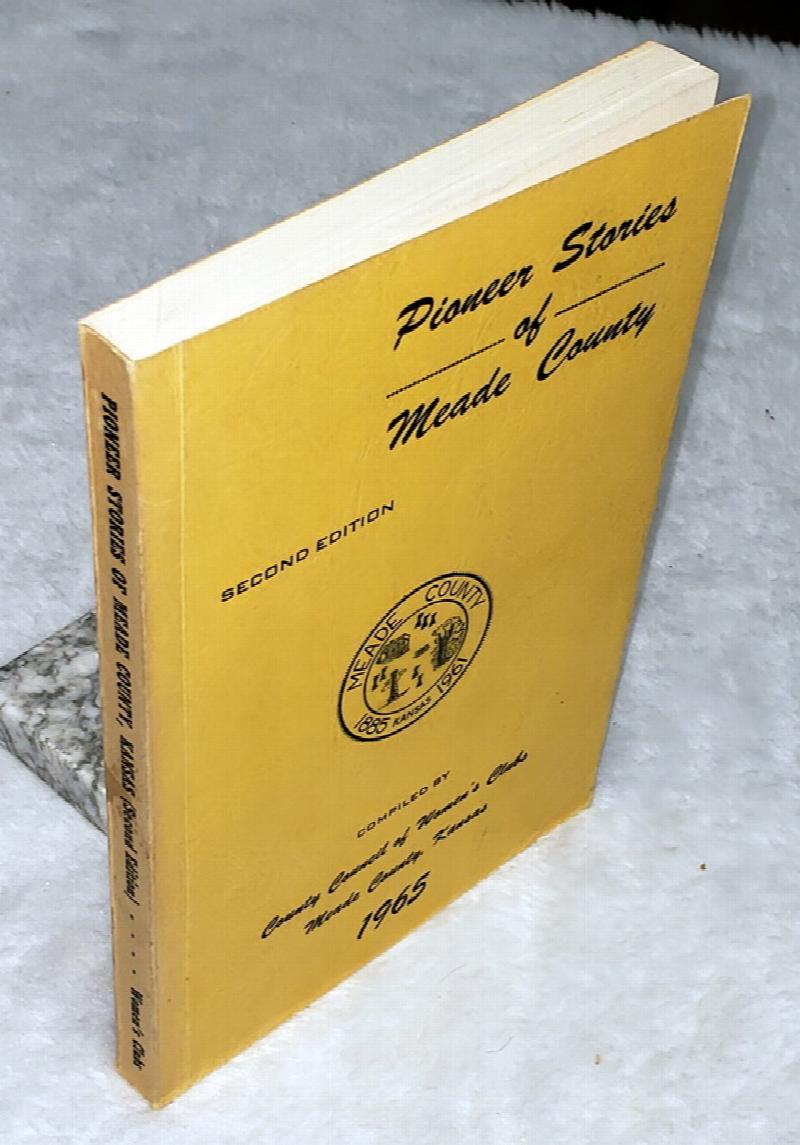 Pioneer Stories
of
Meade County
SECOND EDITION
MEADE COUNTY
1885 KANSAS 1961
COMPILED BY
County Council of Women's Clubs
Meade County, Kansas
1965
PIONEER STORIES OF MEADE COUNTY, KANSAS (Second Edition) . . . . Women's Clubs